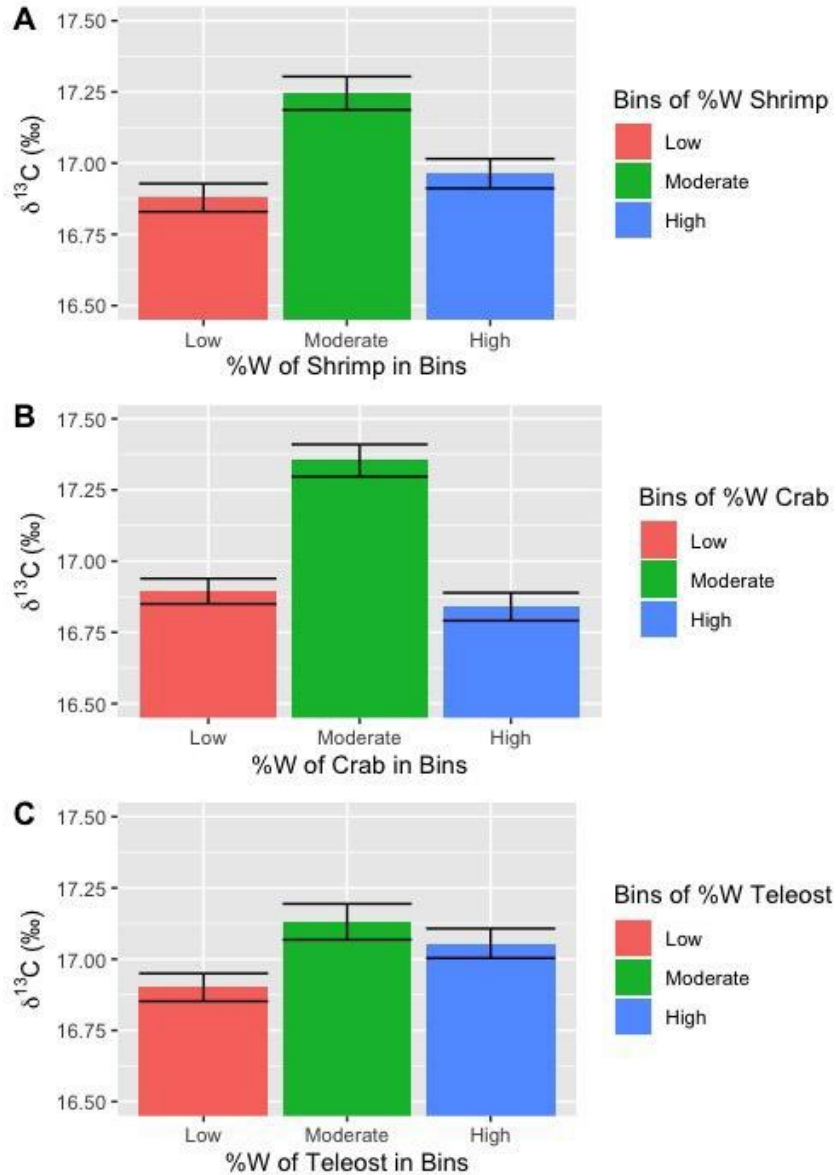 A
17.50
17.25
17.00
16.75
16.50
δ¹³C (‰)
Low
Moderate
High
%W of Shrimp in Bins
Bins of %W Shrimp
Low
Moderate
High
B
17.50
17.25
17.00
16.75
16.50
δ¹³C (‰)
Low
Moderate
High
%W of Crab in Bins
Bins of %W Crab
Low
Moderate
High
C
17.50
17.25
17.00
16.75
16.50
δ¹³C (‰)
Low
Moderate
High
%W of Teleost in Bins
Bins of %W Teleost
Low
Moderate
High